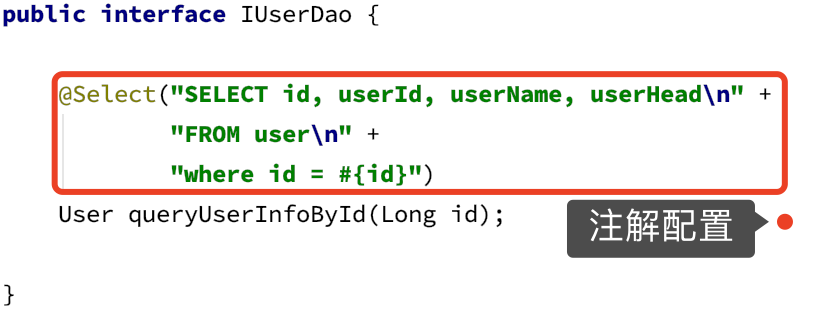 public interface IUserDao {
@Select("SELECT id, userId, userName, userHead\n" +
"FROM user\n" +
"where id = #{id}")
User queryUserInfoById(Long id);
注解配置
}